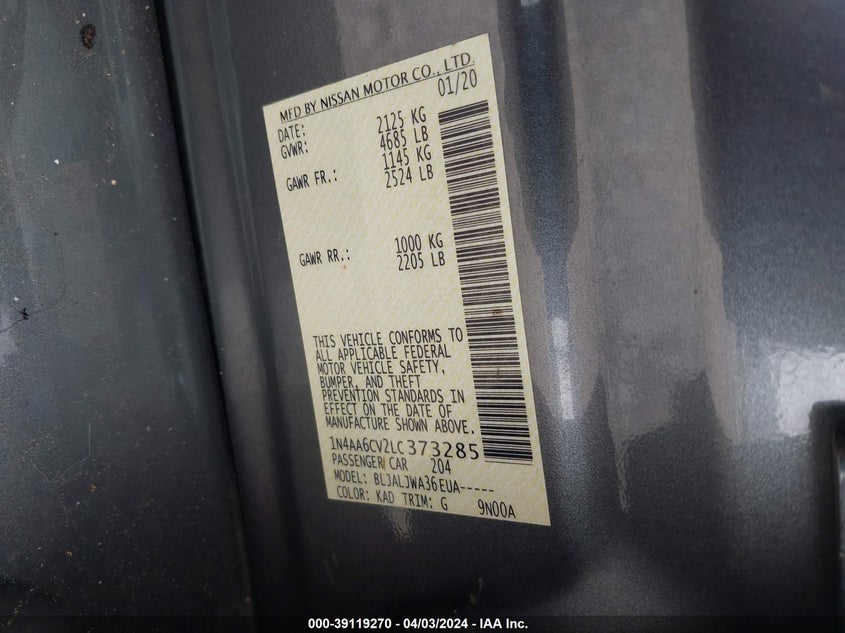 MFD BY NISSAN MOTOR CO., LTD.
DATE: 01/20
GVWR: 2125 KG
4685 LB
GAWR FR.: 1145 KG
2524 LB
GAWR RR.: 1000 KG
2205 LB
THIS VEHICLE CONFORMS TO
ALL APPLICABLE FEDERAL
MOTOR VEHICLE SAFETY,
BUMPER, AND THEFT
PREVENTION STANDARDS IN
EFFECT ON THE DATE OF
MANUFACTURE SHOWN ABOVE.
1N4AA6CV2LC373285
PASSENGER CAR 204
MODEL: BLJALJWA36EUA-----
COLOR: KAD TRIM: G 9N00A
000-39119270 - 04/03/2024 - IAA Inc.